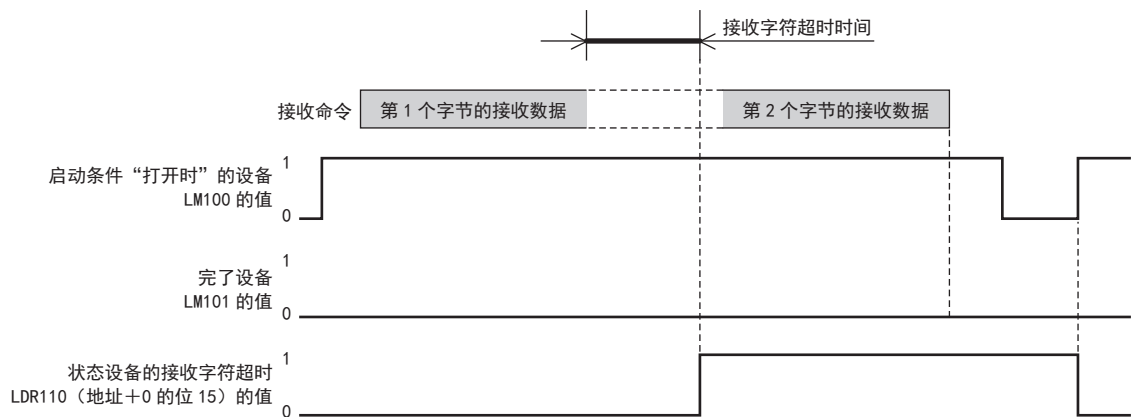 接收字符超时时间
接收命令 第1个字节的接收数据 第2个字节的接收数据
1
启动条件“打开时”的设备
LM100 的值
0
1
完了设备
LM101 的值
0
1
状态设备的接收字符超时
LDR110（地址＋0 的位 15）的值
0